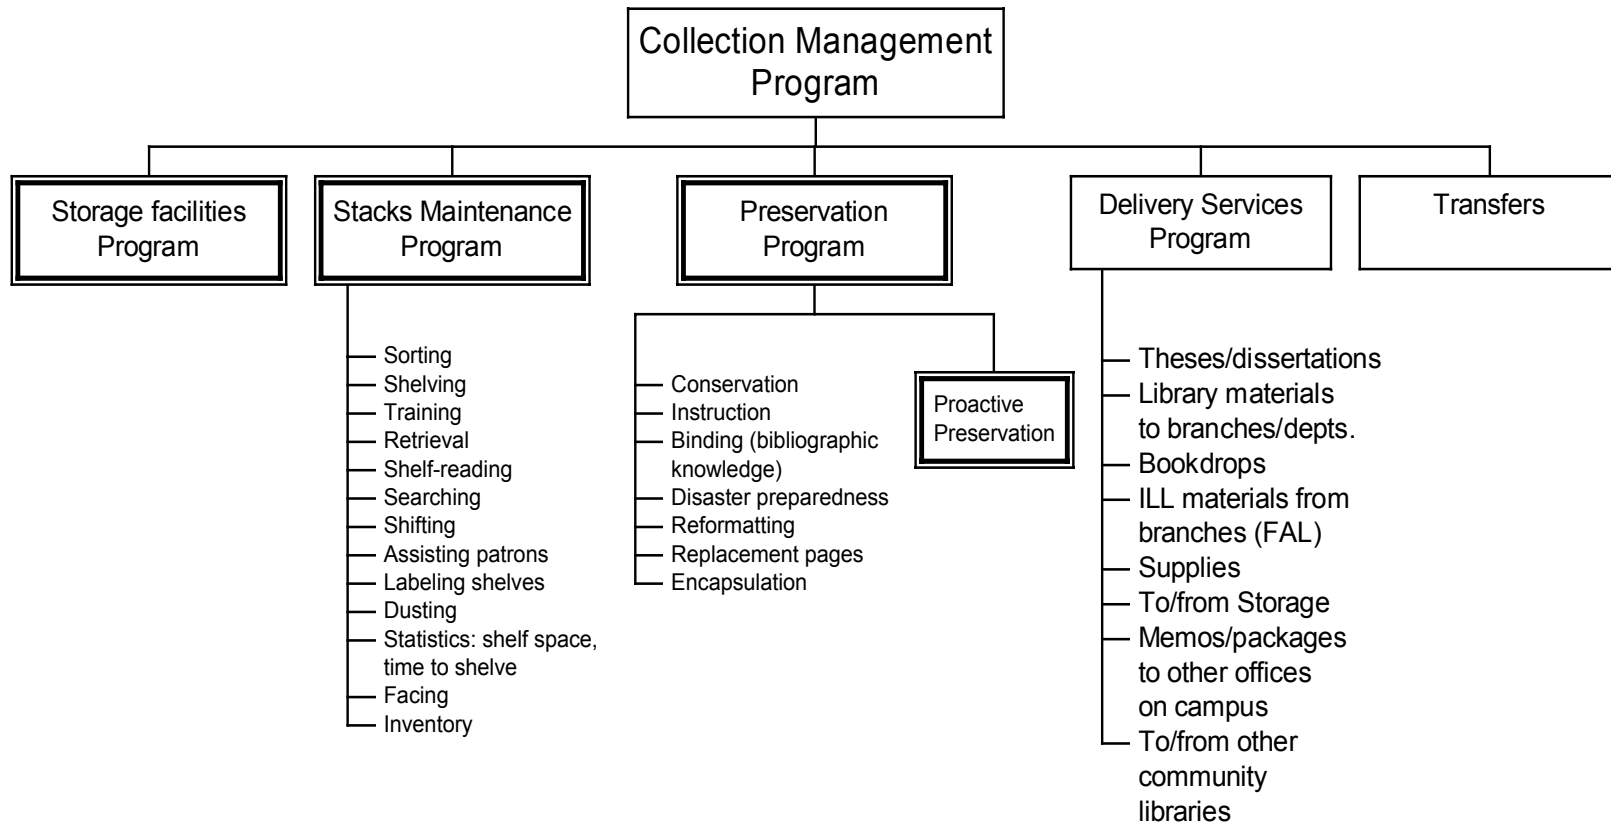 Collection Management
Program
Storage facilities
Program
Stacks Maintenance
Program
Preservation
Program
Delivery Services
Program
Transfers
Sorting
Shelving
Training
Retrieval
Shelf-reading
Searching
Shifting
Assisting patrons
Labeling shelves
Dusting
Statistics: shelf space,
time to shelve
Facing
Inventory
Conservation
Instruction
Binding (bibliographic
knowledge)
Disaster preparedness
Reformatting
Replacement pages
Encapsulation
Proactive
Preservation
Theses/dissertations
Library materials
to branches/depts.
Bookdrops
ILL materials from
branches (FAL)
Supplies
To/from Storage
Memos/packages
to other offices
on campus
To/from other
community
libraries